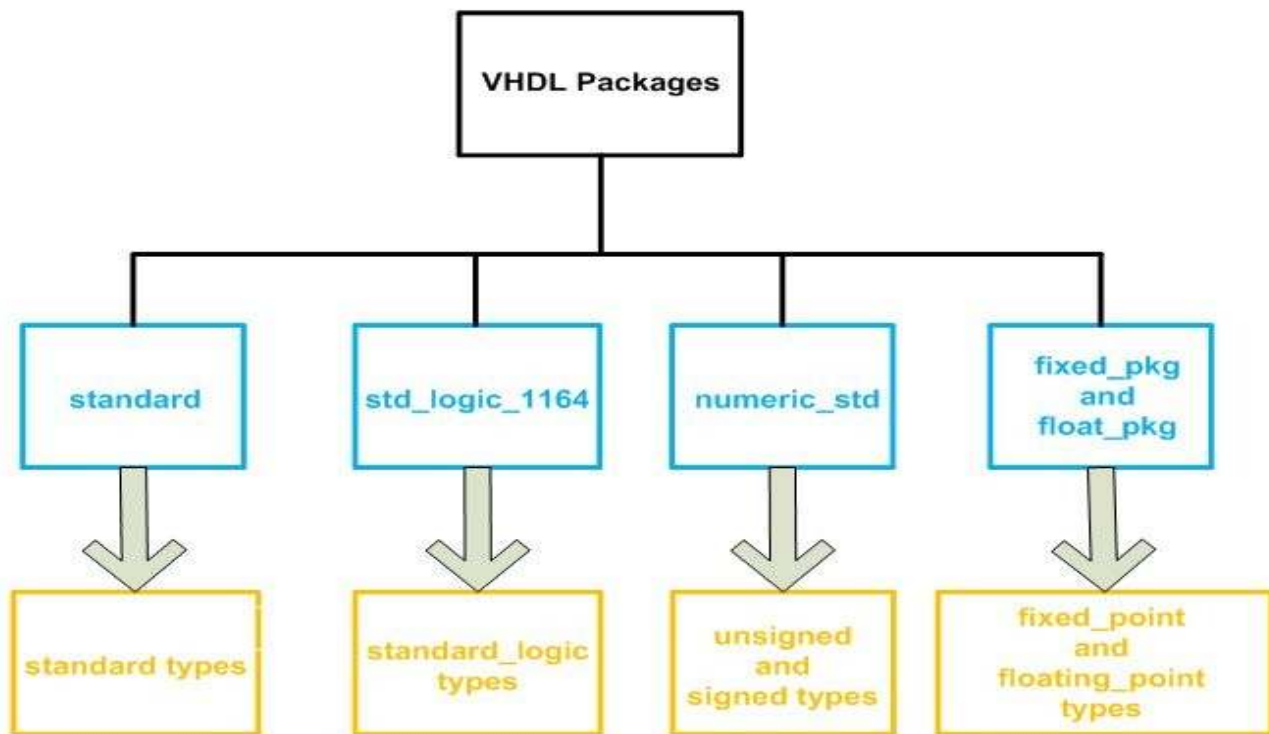 VHDL Packages
standard
std_logic_1164
numeric_std
fixed_pkg
and
float_pkg
standard types
standard_logic
types
unsigned
and
signed types
fixed_point
and
floating_point
types